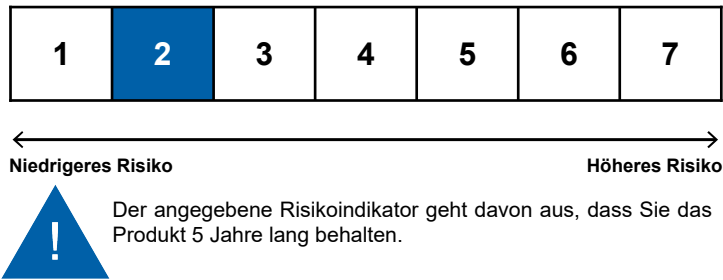 1 2 3 4 5 6 7
Niedrigeres Risiko Höheres Risiko
Der angegebene Risikoindikator geht davon aus, dass Sie das
! Produkt 5 Jahre lang behalten.